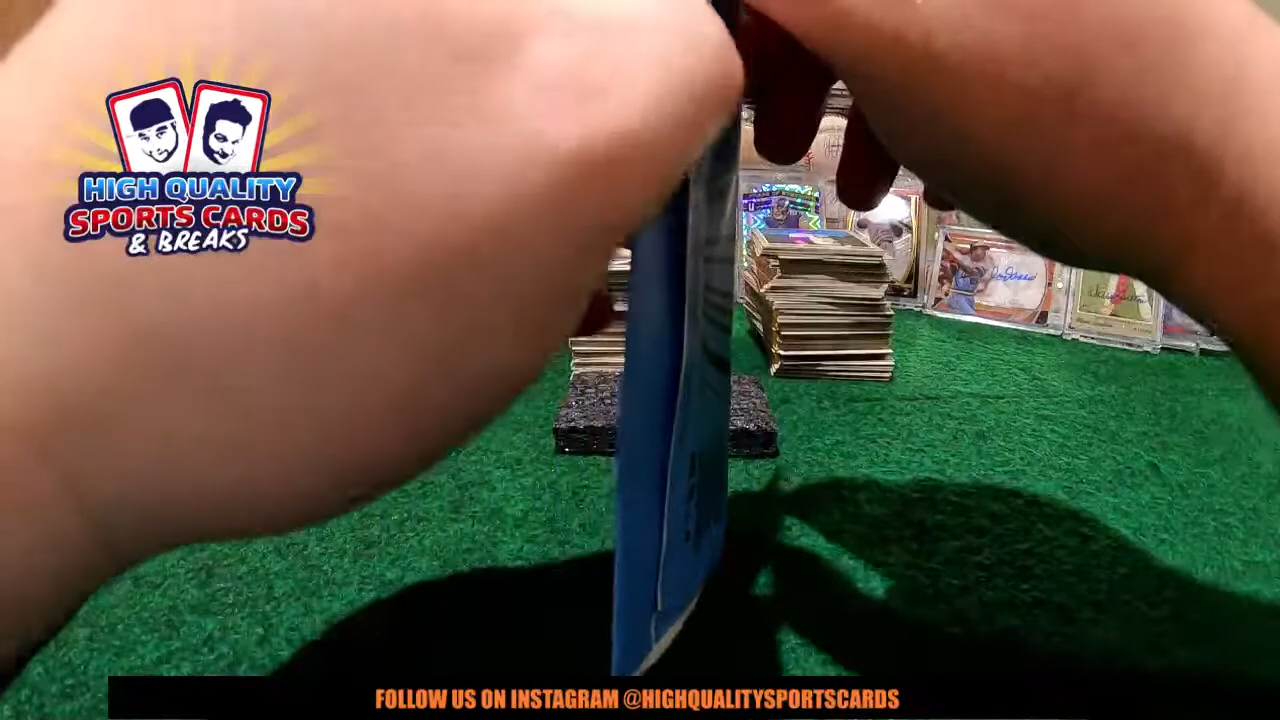 HIGH QUALITY
SPORTS CARDS
& BREAKS
FOLLOW US ON INSTAGRAM @HIGHQUALITYSPORTSCARDS